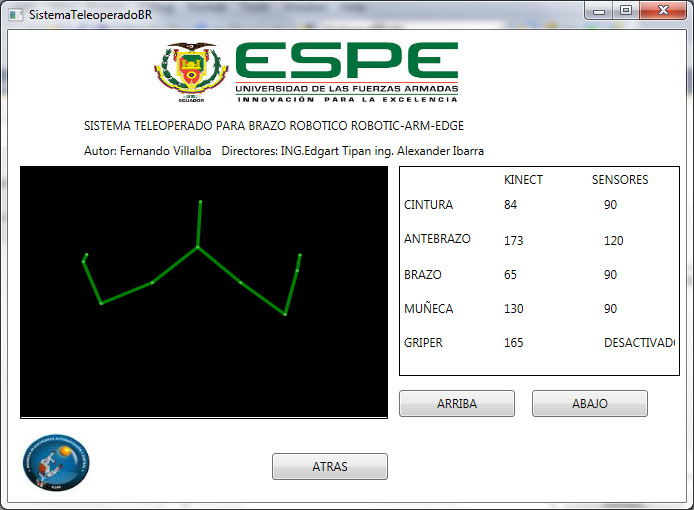 SistemaTeleoperadoBR
ESPE
UNIVERSIDAD DE LAS FUERZAS ARMADAS
INNOVACIÓN PARA LA EXCELENCIA
ECUADOR
SISTEMA TELEOPERADO PARA BRAZO ROBOTICO ROBOTIC-ARM-EDGE
Autor: Fernando Villalba Directores: ING.Edgart Tipan ing. Alexander Ibarra
KINECT SENSORES
CINTURA 84 90
ANTEBRAZO 173 120
BRAZO 65 90
MUÑECA 130 90
GRIPER 165 DESACTIVADO
ARRIBA ABAJO
ATRAS